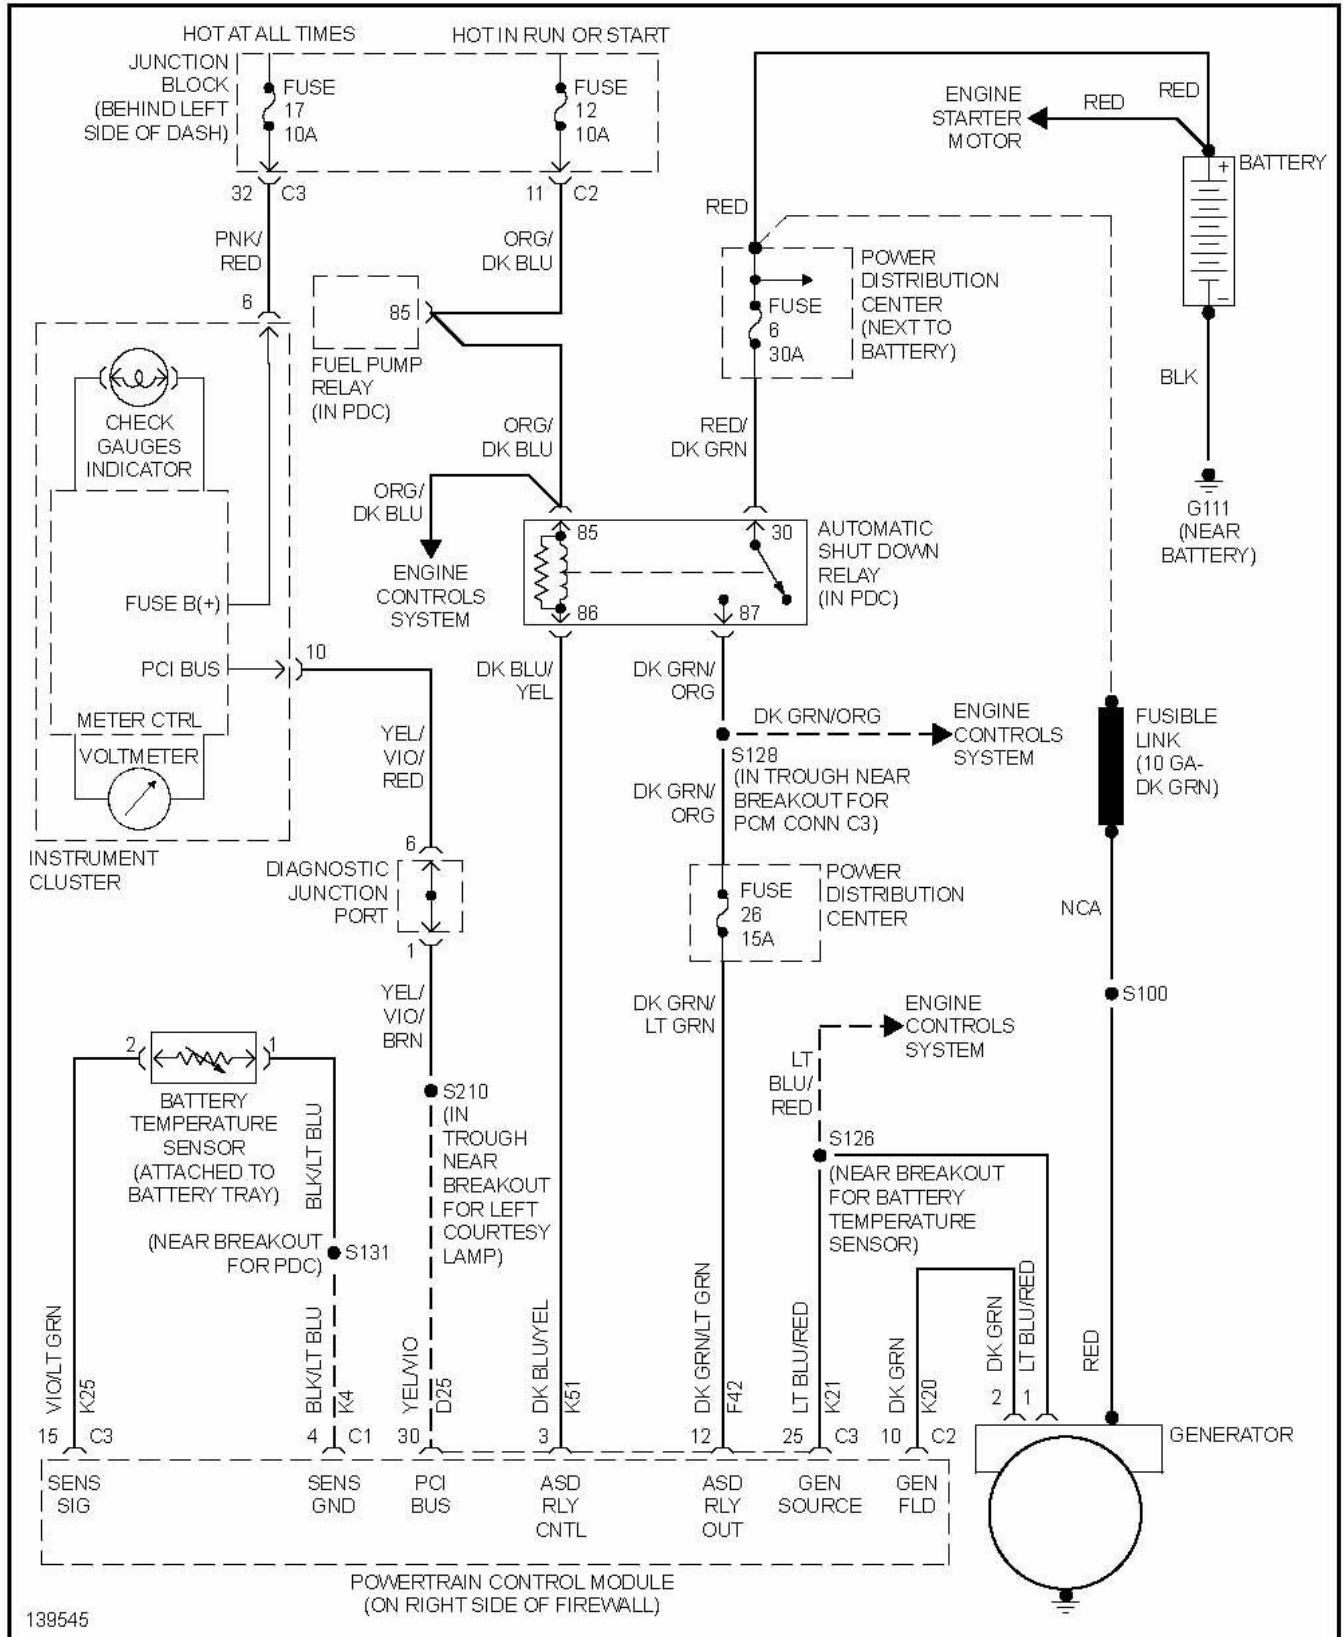 HOT AT ALL TIMES
HOT IN RUN OR START
JUNCTION
BLOCK
(BEHIND LEFT
SIDE OF DASH)
FUSE
17
10A
FUSE
12
10A
32 C3
11 C2
PNK/
RED
ORG/
DK BLU
6
85
FUEL PUMP
RELAY
(IN PDC)
ENGINE
STARTER
MOTOR
RED
RED
BATTERY
+
-
RED
POWER
DISTRIBUTION
CENTER
(NEXT TO
BATTERY)
FUSE
6
30A
BLK
G111
(NEAR
BATTERY)
CHECK
GAUGES
INDICATOR
ORG/
DK BLU
RED/
DK GRN
ORG/
DK BLU
ENGINE
CONTROLS
SYSTEM
85
30
86
87
AUTOMATIC
SHUT DOWN
RELAY
(IN PDC)
FUSE B(+)
PCI BUS
10
METER CTRL
VOLTMETER
INSTRUMENT
CLUSTER
DK BLU/
YEL
DK GRN/
ORG
DK GRN/ORG
ENGINE
CONTROLS
SYSTEM
S128
(IN TROUGH NEAR
BREAKOUT FOR
PCM CONN C3)
DK GRN/
ORG
FUSIBLE
LINK
(10 GA-
DK GRN)
YEL/
VIO/
RED
6
DIAGNOSTIC
JUNCTION
PORT
1
FUSE
26
15A
POWER
DISTRIBUTION
CENTER
NCA
S100
YEL/
VIO/
BRN
DK GRN/
LT GRN
ENGINE
CONTROLS
SYSTEM
LT
BLU/
RED
2
1
BATTERY
TEMPERATURE
SENSOR
(ATTACHED TO
BATTERY TRAY)
BLK/LT BLU
S210
(IN
TROUGH
NEAR
BREAKOUT
FOR LEFT
COURTESY
LAMP)
S126
(NEAR BREAKOUT
FOR BATTERY
TEMPERATURE
SENSOR)
(NEAR BREAKOUT
FOR PDC)
S131
VIO/LT GRN
K25
BLK/LT BLU
K4
YEL/VIO
D25
DK BLU/YEL
K51
DK GRN/LT GRN
F42
LT BLU/RED
K21
DK GRN
K20
DK GRN
LT BLU/RED
RED
2 1
15 C3
4 C1
30
3
12
25 C3
10 C2
GENERATOR
SENS
SIG
SENS
GND
PCI
BUS
ASD
RLY
CNTL
ASD
RLY
OUT
GEN
SOURCE
GEN
FLD
POWERTRAIN CONTROL MODULE
(ON RIGHT SIDE OF FIREWALL)
139545